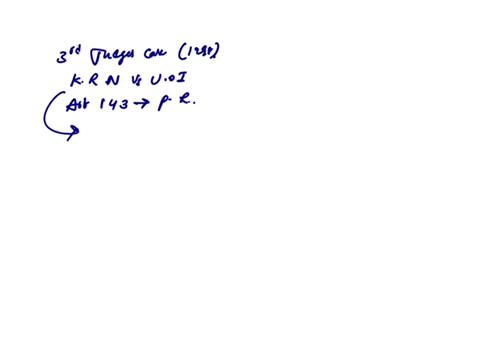 3rd Judges Case (1998)
K.R.N vs U.O I
Art 143 → P.R.